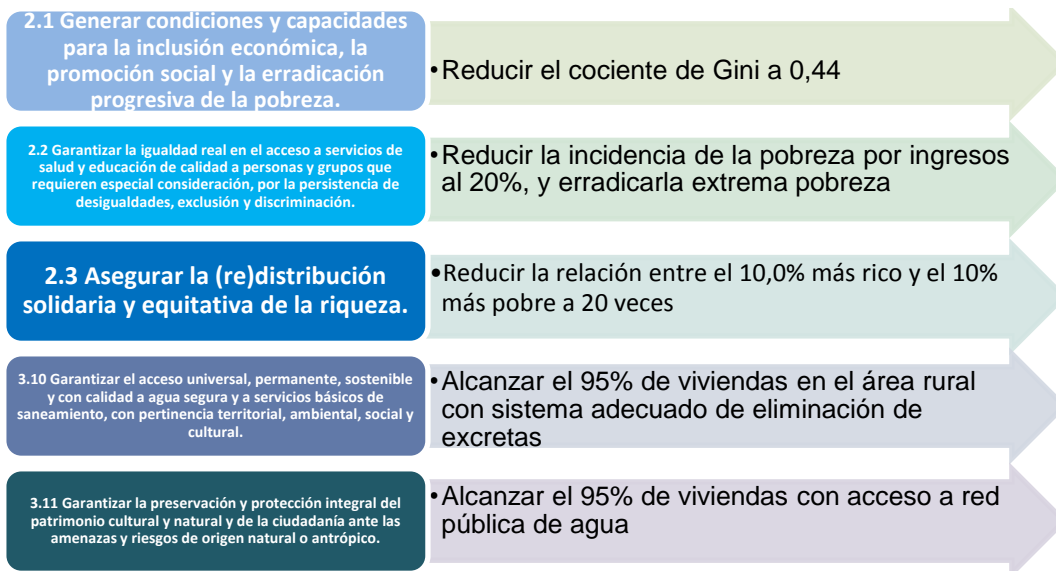 2.1 Generar condiciones y capacidades
para la inclusión económica, la
promoción social y la erradicación
progresiva de la pobreza.
•Reducir el cociente de Gini a 0,44
2.2 Garantizar la igualdad real en el acceso a servicios
de salud y educación de calidad a personas y grupos que
requieren especial consideración, por la persistencia de
desigualdades, exclusión y discriminación.
•Reducir la incidencia de la pobreza por ingresos
al 20%, y erradicarla extrema pobreza
2.3 Asegurar la (re)distribución
solidaria y equitativa de la riqueza.
•Reducir la relación entre el 10,0% más rico y el 10%
más pobre a 20 veces
3.10 Garantizar el acceso universal, permanente, sostenible
y con calidad a agua segura y a servicios básicos de
saneamiento, con pertinencia territorial, ambiental, social y
cultural.
•Alcanzar el 95% de viviendas en el área rural
con sistema adecuado de eliminación de
excretas
3.11 Garantizar la preservación y protección integral del
patrimonio cultural y natural y de la ciudadanía ante las
amenazas y riesgos de origen natural o antrópico.
•Alcanzar el 95% de viviendas con acceso a red
pública de agua